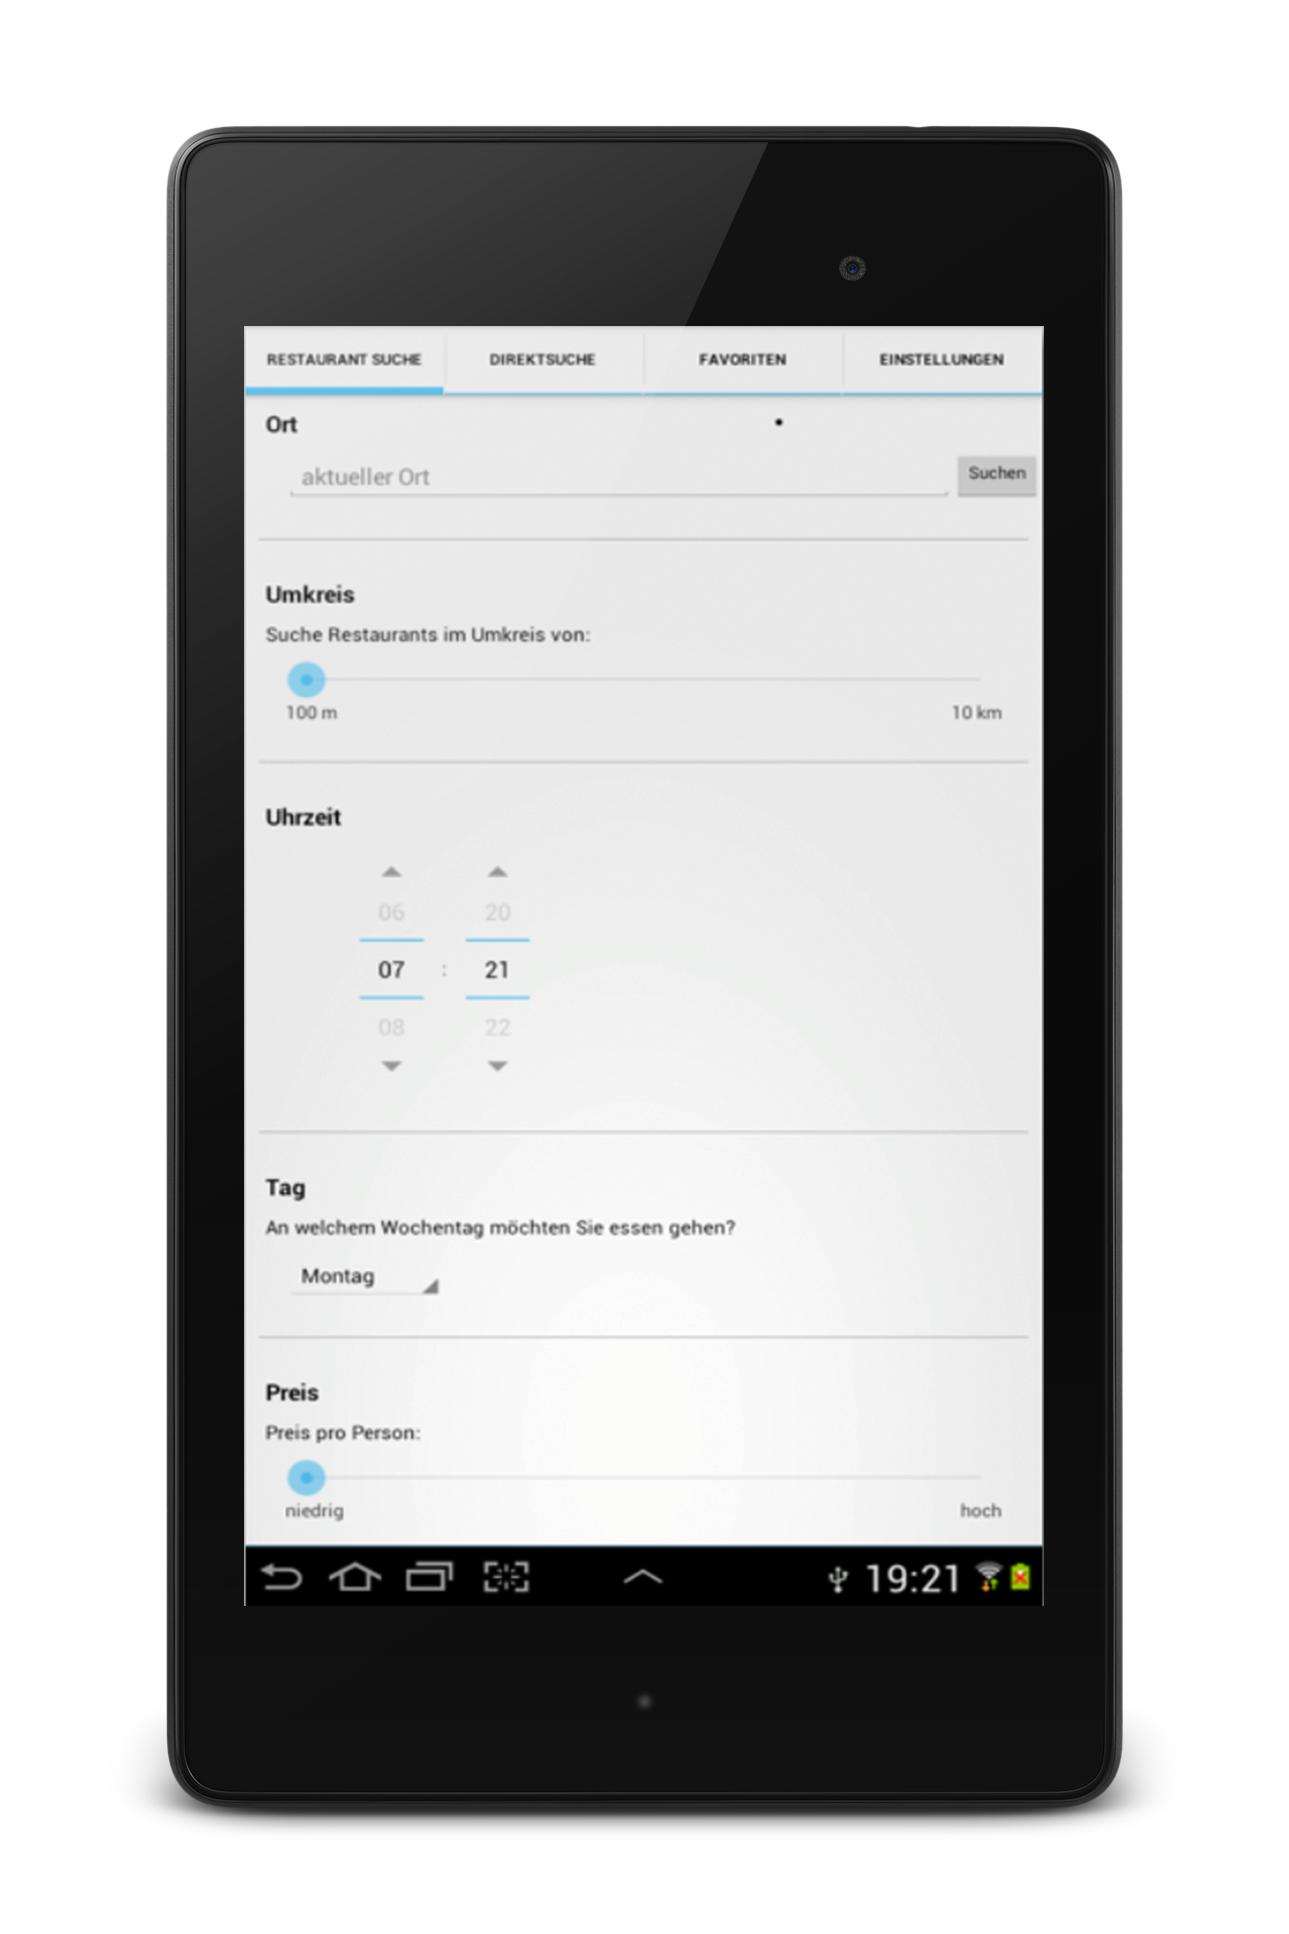 RESTAURANT SUCHE DIREKTSUCHE FAVORITEN EINSTELLUNGEN
Ort
aktueller Ort Suchen
Umkreis
Suche Restaurants im Umkreis von:
100 m 10 km
Uhrzeit
06 20
07 : 21
08 22
Tag
An welchem Wochentag möchten Sie essen gehen?
Montag
Preis
Preis pro Person:
niedrig hoch
19:21